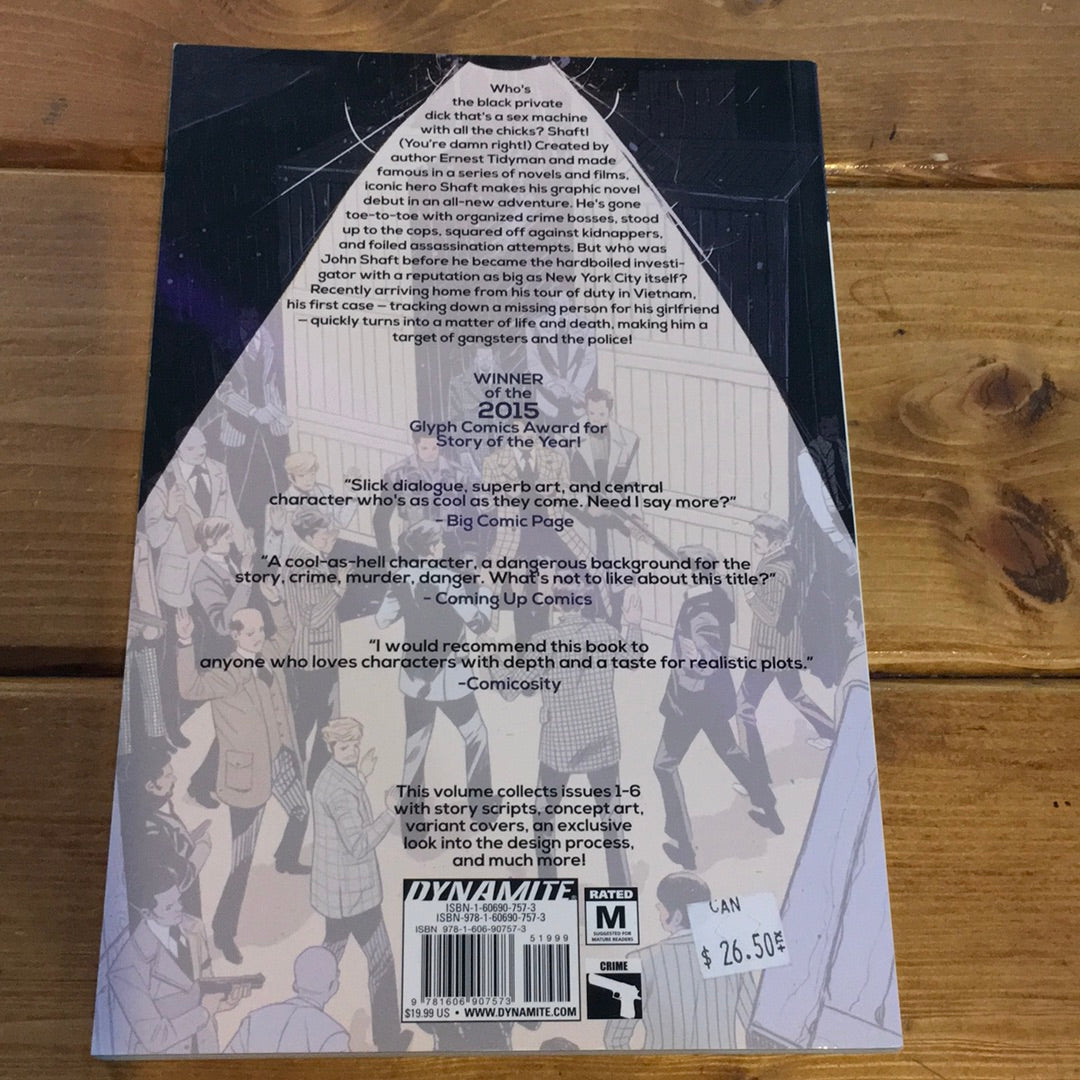 Who's
the black private
dick that's a sex machine
with all the chicks? Shaft!
(You're damn right!) Created by
author Ernest Tidyman and made
famous in a series of novels and films,
iconic hero Shaft makes his graphic novel
debut in an all-new adventure. He's gone
toe-to-toe with organized crime bosses, stood
up to the cops, squared off against kidnappers,
and foiled assassination attempts. But who was
John Shaft before he became the hardboiled investi-
gator with a reputation as big as New York City itself?
Recently arriving home from his tour of duty in Vietnam,
his first case – tracking down a missing person for his girlfriend
– quickly turns into a matter of life and death, making him a
target of gangsters and the police!
WINNER
of the
2015
Glyph Comics Award for
Story of the Year!
“Slick dialogue, superb art, and central
character who's as cool as they come. Need I say more?”
– Big Comic Page
“A cool-as-hell character, a dangerous background for the
story, crime, murder, danger. What's not to like about this title?”
– Coming Up Comics
“I would recommend this book to
anyone who loves characters with depth and a taste for realistic plots.”
–Comicosity
This volume collects issues 1-6
with story scripts, concept art,
variant covers, an exclusive
look into the design process,
and much more!
DYNAMITE
ISBN-1-60690-757-3
ISBN-978-1-60690-757-3
ISBN 978-1-606-90757-3
51999
9 781606 907573
$19.99 US • WWW.DYNAMITE.COM
RATED
M
SUGGESTED FOR
MATURE READERS
CRIME
CAN
$ 26.50 +TX